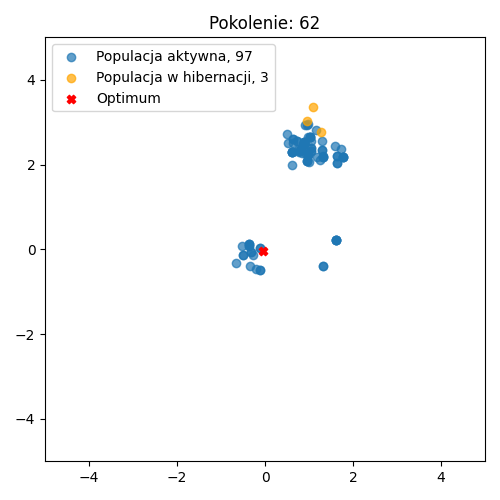 Pokolenie: 62
Populacja aktywna, 97
Populacja w hibernacji, 3
Optimum
4
2
0
−2
−4
−4 −2 0 2 4